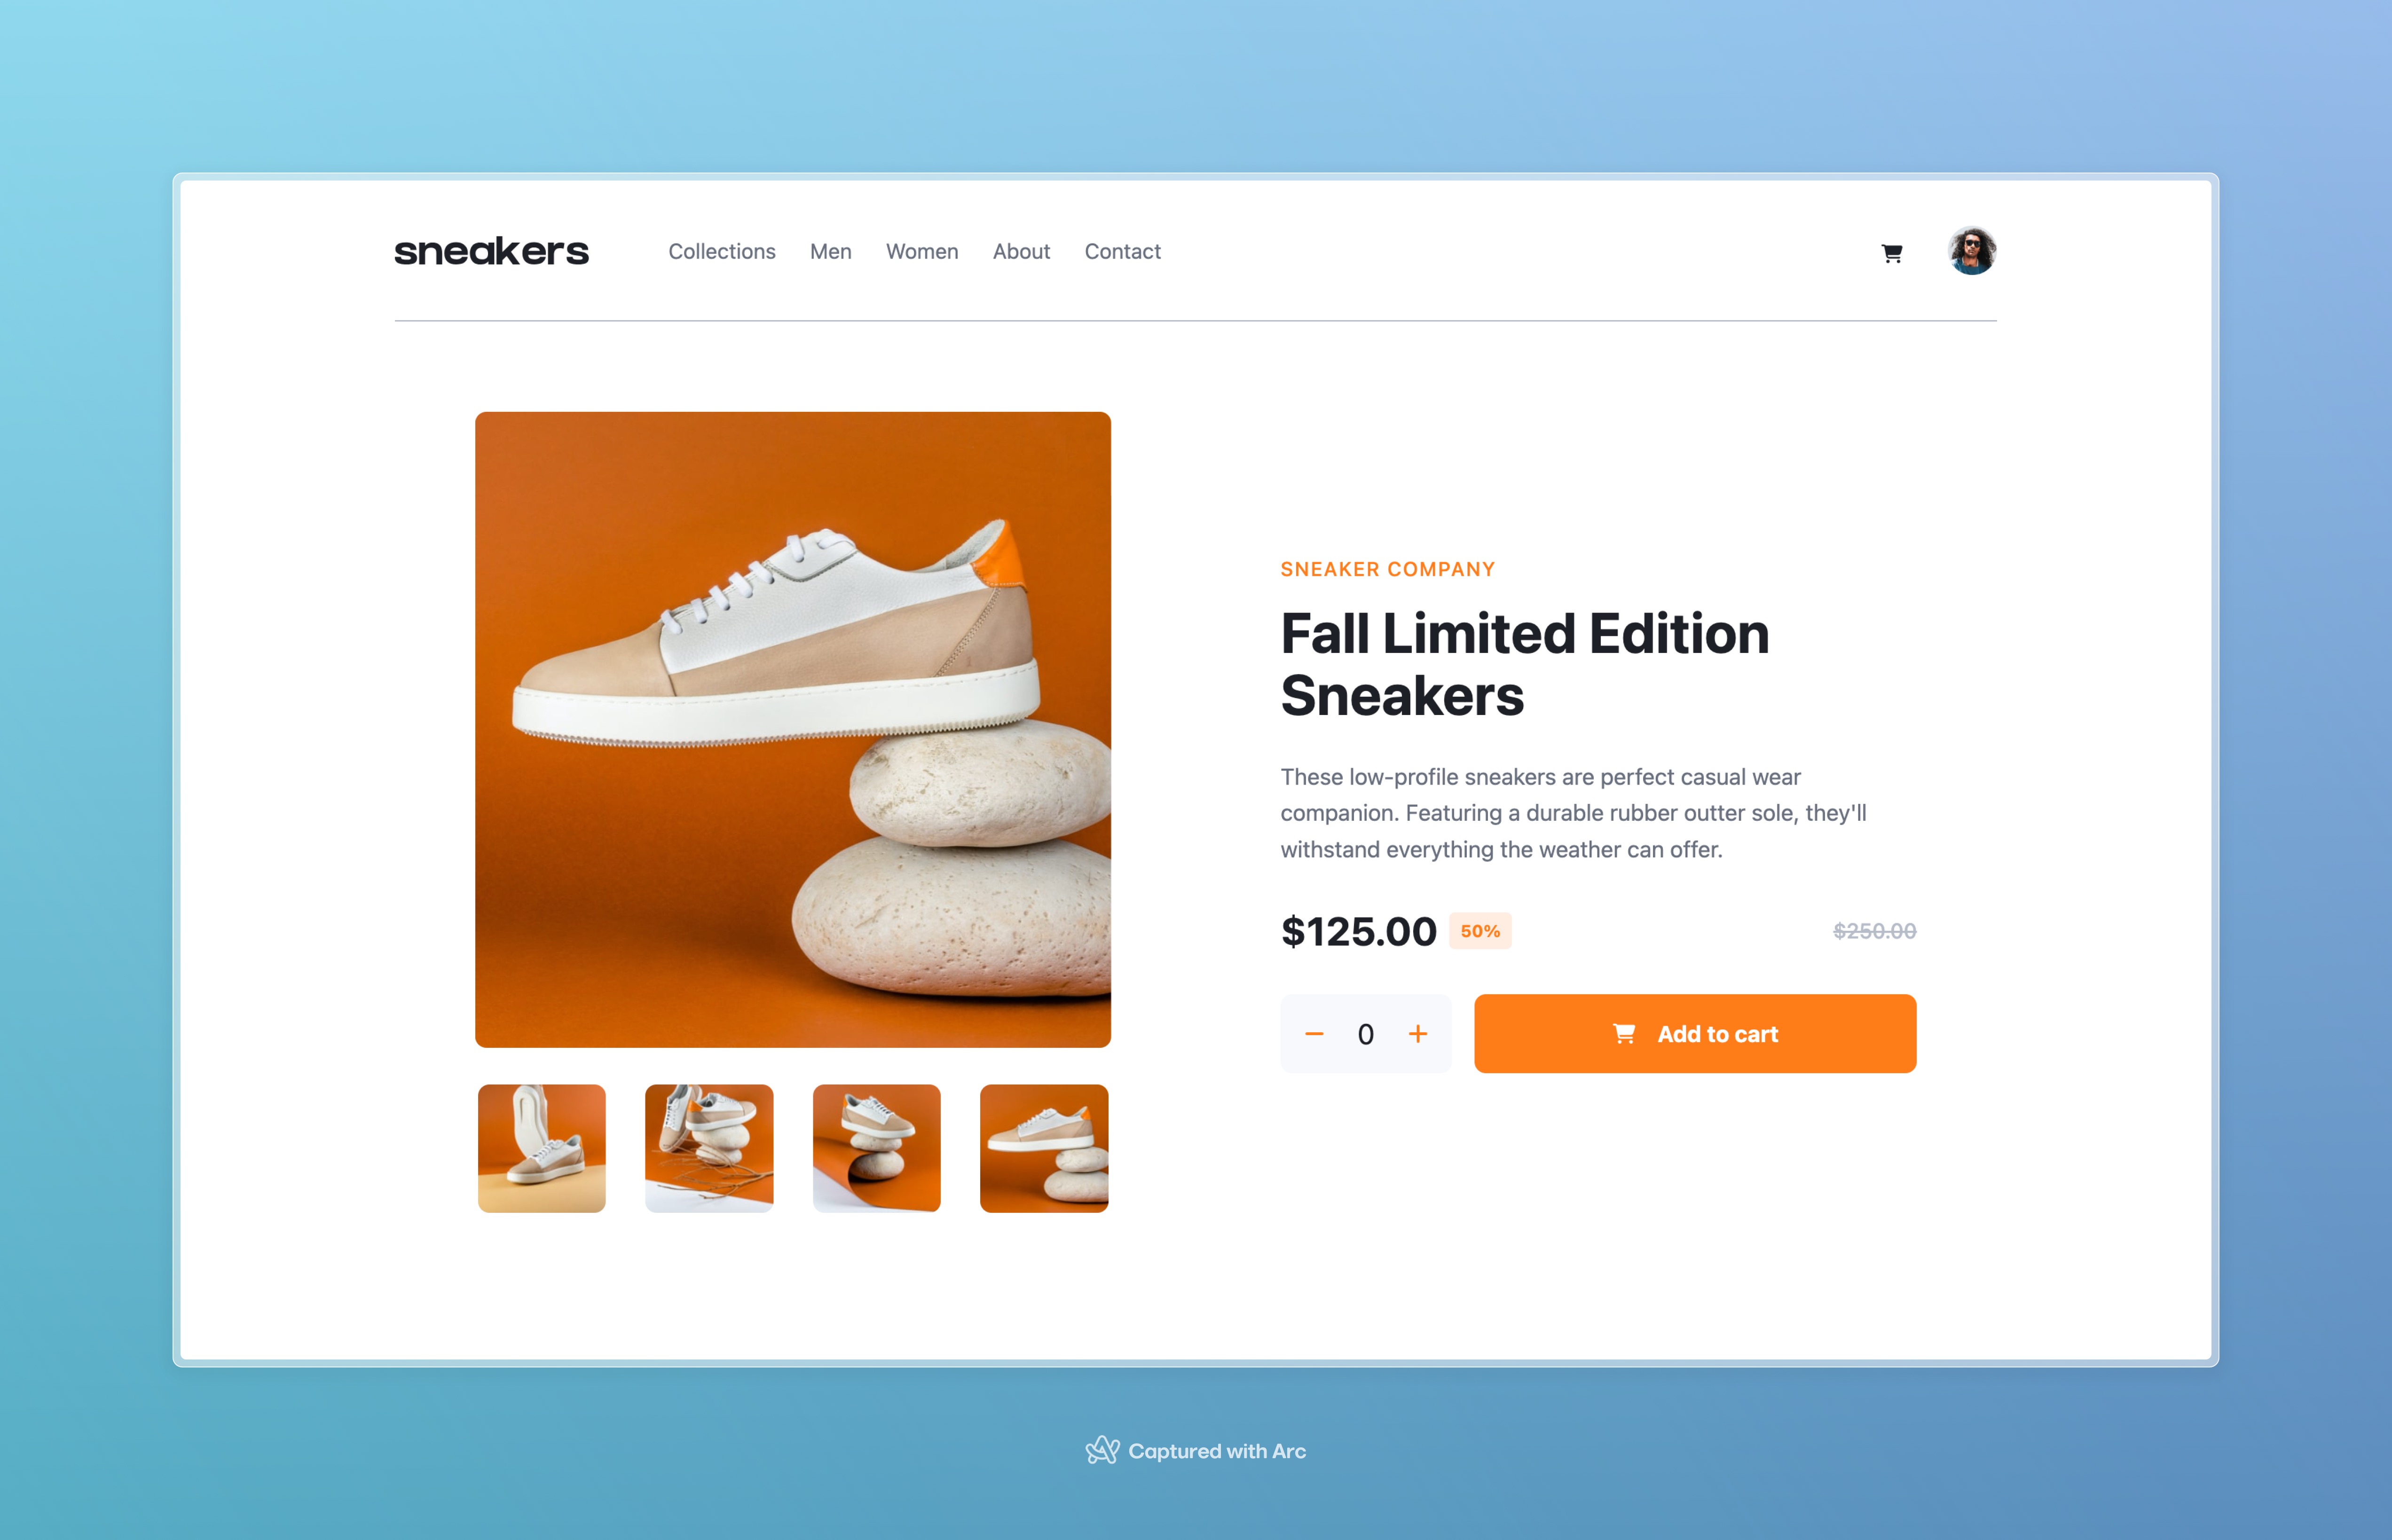 sneakers
Collections Men Women About Contact
SNEAKER COMPANY
Fall Limited Edition
Sneakers
These low-profile sneakers are perfect casual wear
companion. Featuring a durable rubber outter sole, they'll
withstand everything the weather can offer.
$125.00 50% $250.00
− 0 + Add to cart
Captured with Arc